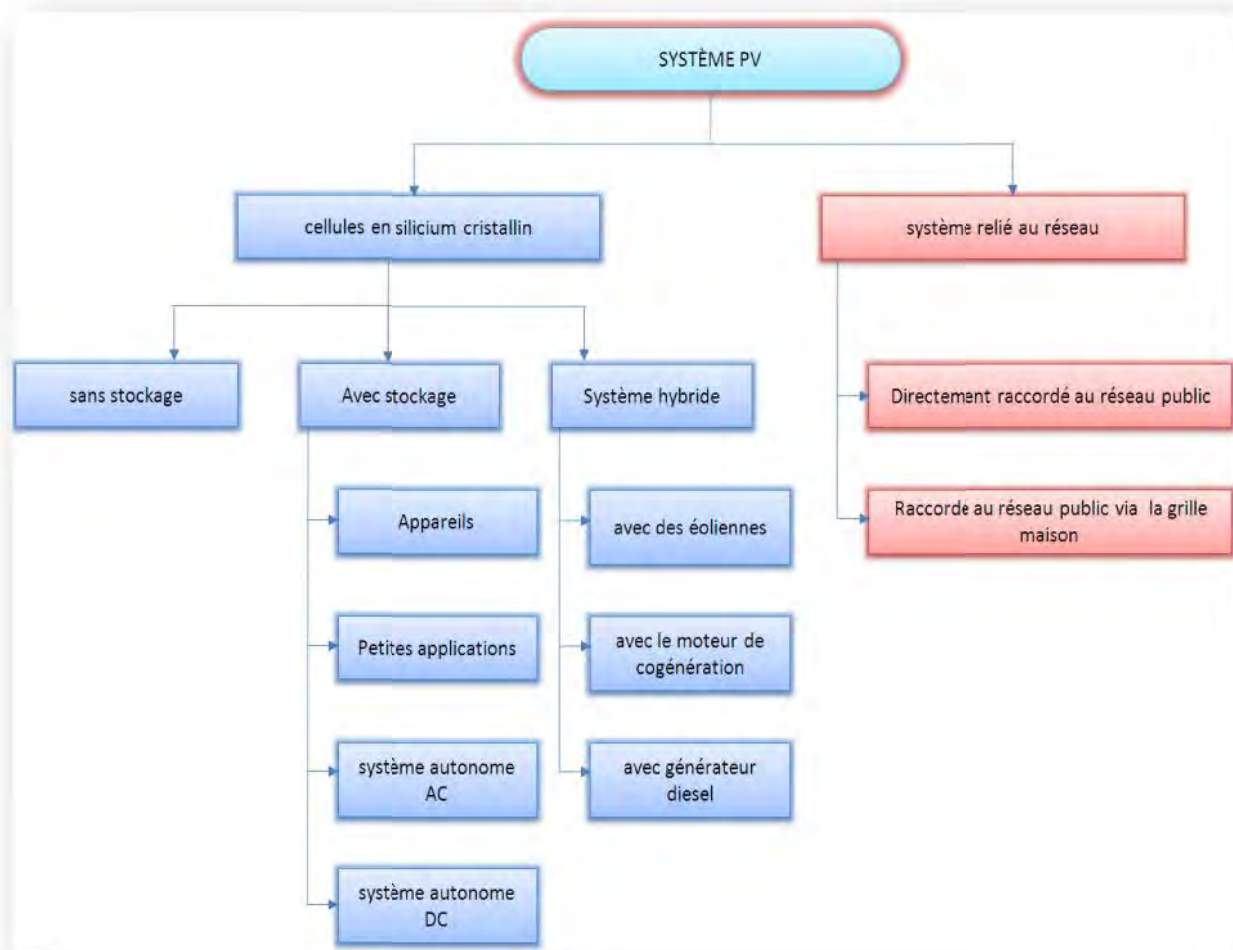 SYSTÈME PV
cellules en silicium cristallin
système relié au réseau
sans stockage
Avec stockage
Système hybride
Directement raccordé au réseau public
Appareils
avec des éoliennes
Raccorde au réseau public via la grille
maison
Petites applications
avec le moteur de
cogénération
système autonome
AC
avec générateur
diesel
système autonome
DC